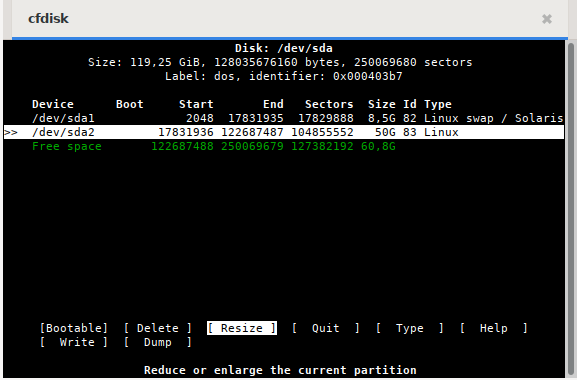 cfdisk
Disk: /dev/sda
Size: 119,25 GiB, 128035676160 bytes, 250069680 sectors
Label: dos, identifier: 0x000403b7
Device Boot Start End Sectors Size Id Type
/dev/sda1 2048 17831935 17829888 8,5G 82 Linux swap / Solaris
>> /dev/sda2 17831936 122687487 104855552 50G 83 Linux
Free space 122687488 250069679 127382192 60,8G
[Bootable] [ Delete ] [ Resize ] [ Quit ] [ Type ] [ Help ]
[ Write ] [ Dump ]
Reduce or enlarge the current partition